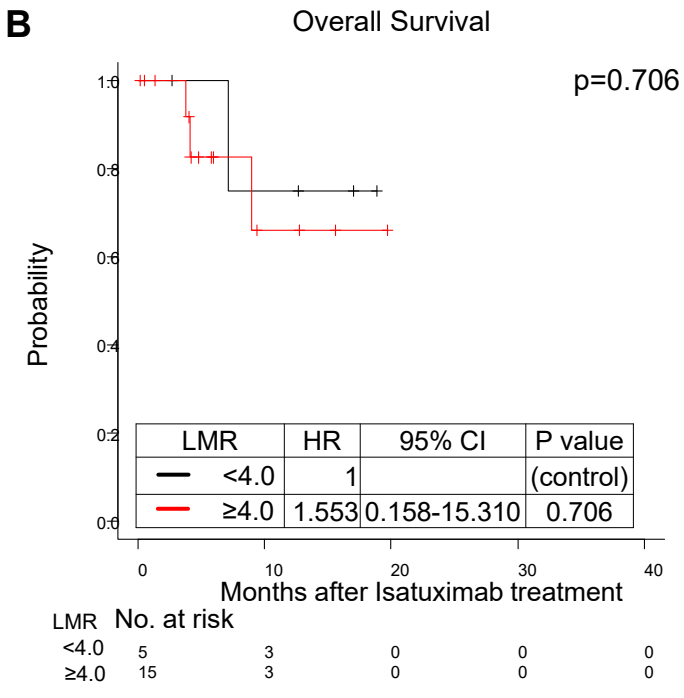 B
Overall Survival
p=0.706
1.0
0.8
0.6
0.4
0.2
0.0
Probability
LMR HR 95% CI P value
<4.0 1 (control)
≥4.0 1.553 0.158-15.310 0.706
0 10 20 30 40
Months after Isatuximab treatment
LMR No. at risk
<4.0 5 3 0 0 0
≥4.0 15 3 0 0 0